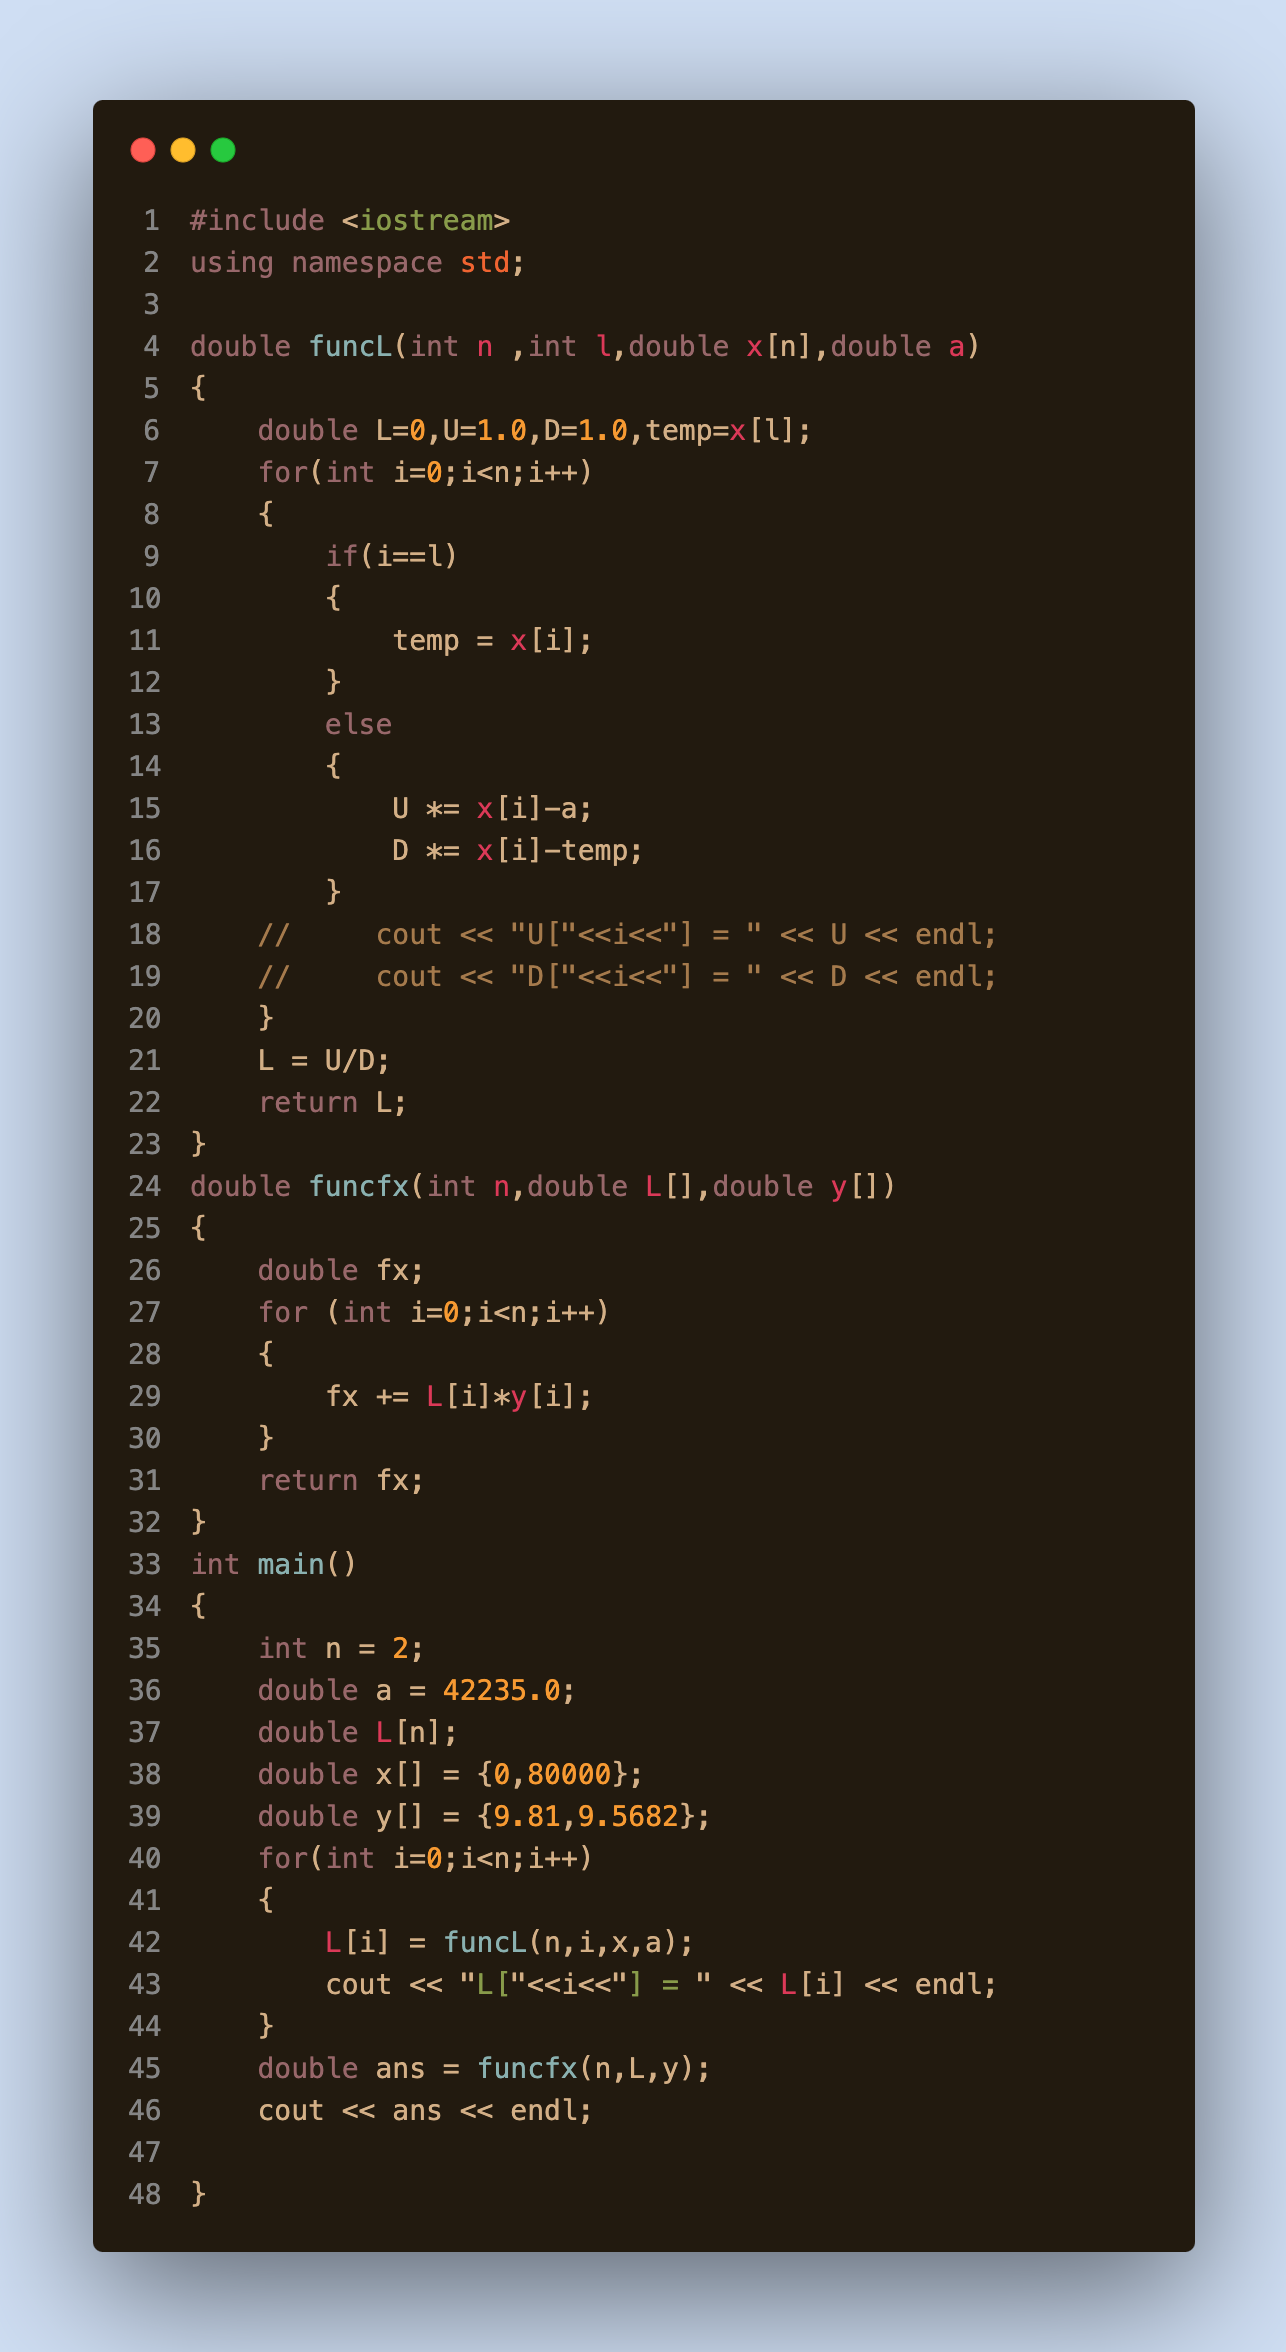 1 #include <iostream>
2 using namespace std;
3
4 double funcL(int n ,int l,double x[n],double a)
5 {
6     double L=0,U=1.0,D=1.0,temp=x[l];
7     for(int i=0;i<n;i++)
8     {
9         if(i==l)
10         {
11             temp = x[i];
12         }
13         else
14         {
15             U *= x[i]-a;
16             D *= x[i]-temp;
17         }
18     //     cout << "U["<<i<<"] = " << U << endl;
19     //     cout << "D["<<i<<"] = " << D << endl;
20     }
21     L = U/D;
22     return L;
23 }
24 double funcfx(int n,double L[],double y[])
25 {
26     double fx;
27     for (int i=0;i<n;i++)
28     {
29         fx += L[i]*y[i];
30     }
31     return fx;
32 }
33 int main()
34 {
35     int n = 2;
36     double a = 42235.0;
37     double L[n];
38     double x[] = {0,80000};
39     double y[] = {9.81,9.5682};
40     for(int i=0;i<n;i++)
41     {
42         L[i] = funcL(n,i,x,a);
43         cout << "L["<<i<<"] = " << L[i] << endl;
44     }
45     double ans = funcfx(n,L,y);
46     cout << ans << endl;
47
48 }